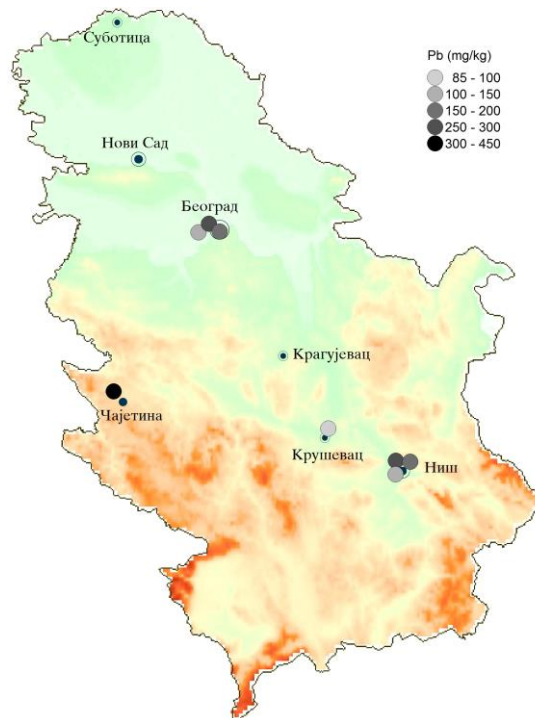 Суботица
Pb (mg/kg)
85 - 100
100 - 150
150 - 200
250 - 300
300 - 450
Нови Сад
Београд
Крагујевац
Чајетина
Крушевац
Ниш